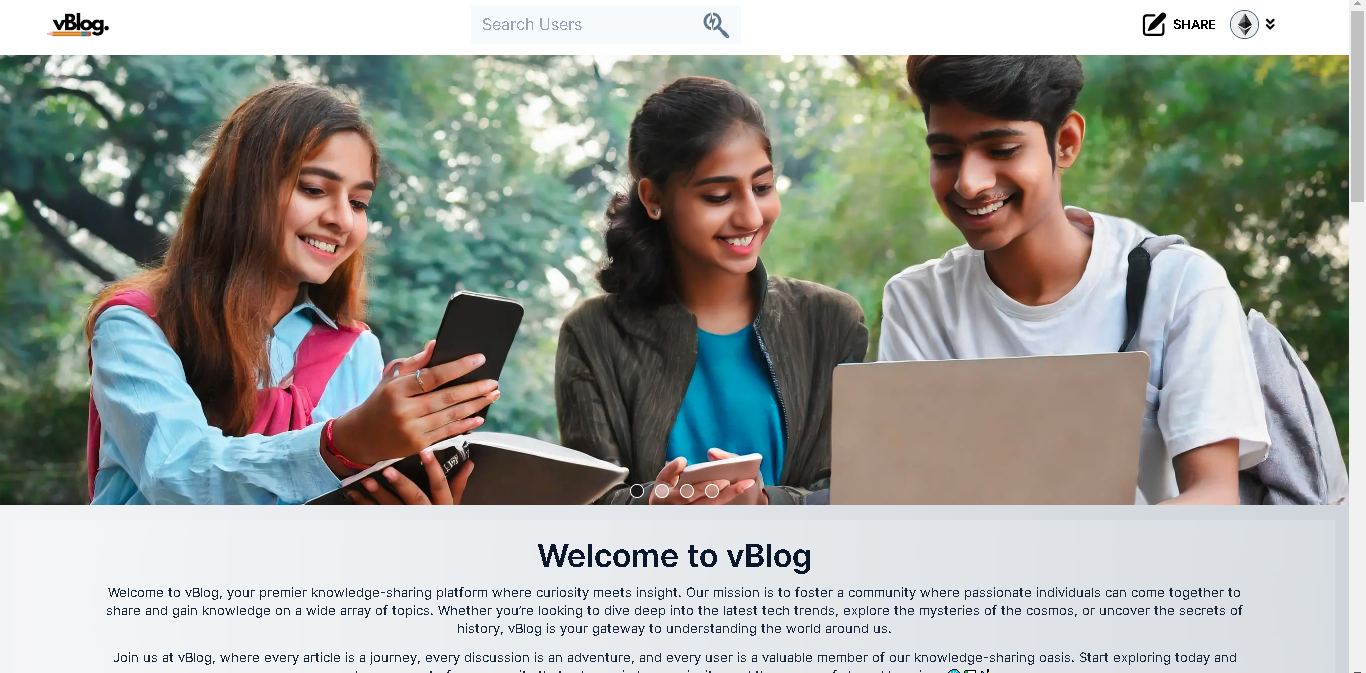 vBlog.
Search Users
SHARE
Welcome to vBlog
Welcome to vBlog, your premier knowledge-sharing platform where curiosity meets insight. Our mission is to foster a community where passionate individuals can come together to
share and gain knowledge on a wide array of topics. Whether you're looking to dive deep into the latest tech trends, explore the mysteries of the cosmos, or uncover the secrets of
history, vBlog is your gateway to understanding the world around us.
Join us at vBlog, where every article is a journey, every discussion is an adventure, and every user is a valuable member of our knowledge-sharing oasis. Start exploring today and